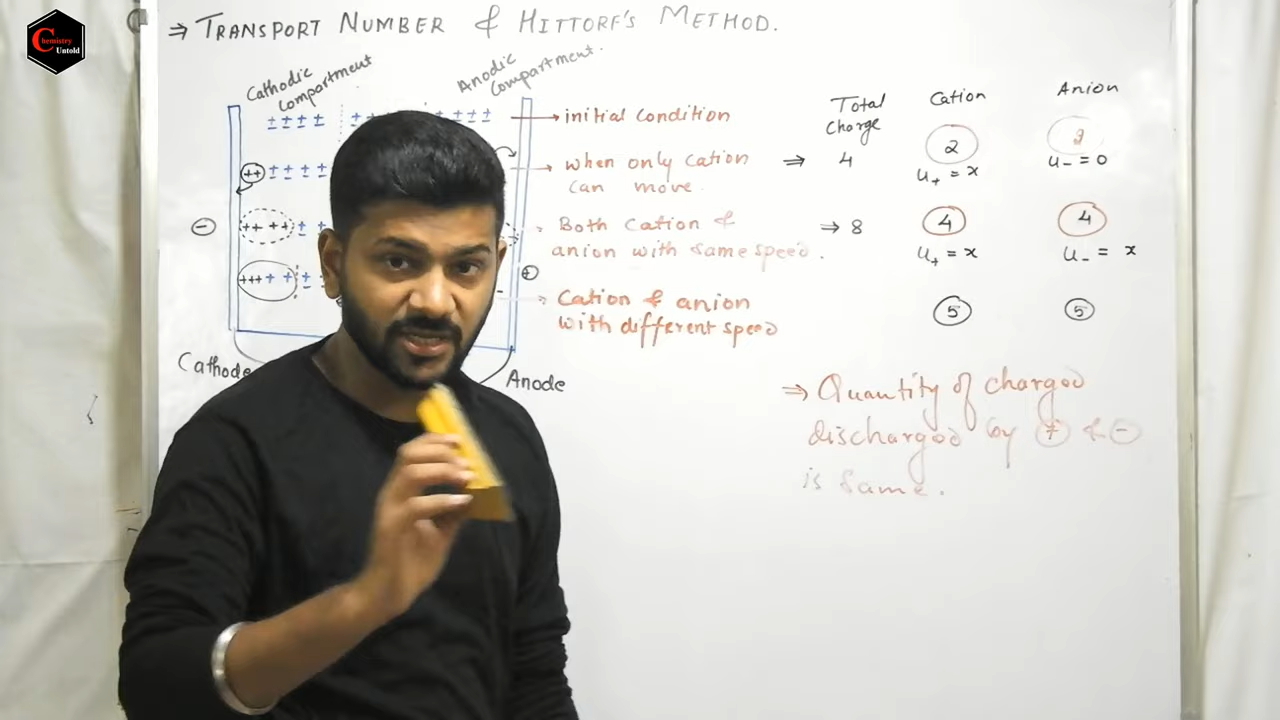 Chemistry
Untold
⇒ TRANSPORT NUMBER & HITTORF'S METHOD.
Cathodic
Compartment
Anodic
Compartment.
± ± ± ±
→ initial condition
Total
Charge
Cation
Anion
++ ± ± ± ±
→ when only cation
can move.
⇒ 4
2
u₊ = x
2
u₋ = 0
⊖
++ ++ ± ±
Both Cation &
anion with same speed.
→ 8
4
u₊ = x
4
u₋ = x
+++ + + ±
⊕
Cation & anion
with different speed
5
5
Cathode
Anode
⇒ Quantity of charged
discharged by ⊕ & ⊖
is Same.